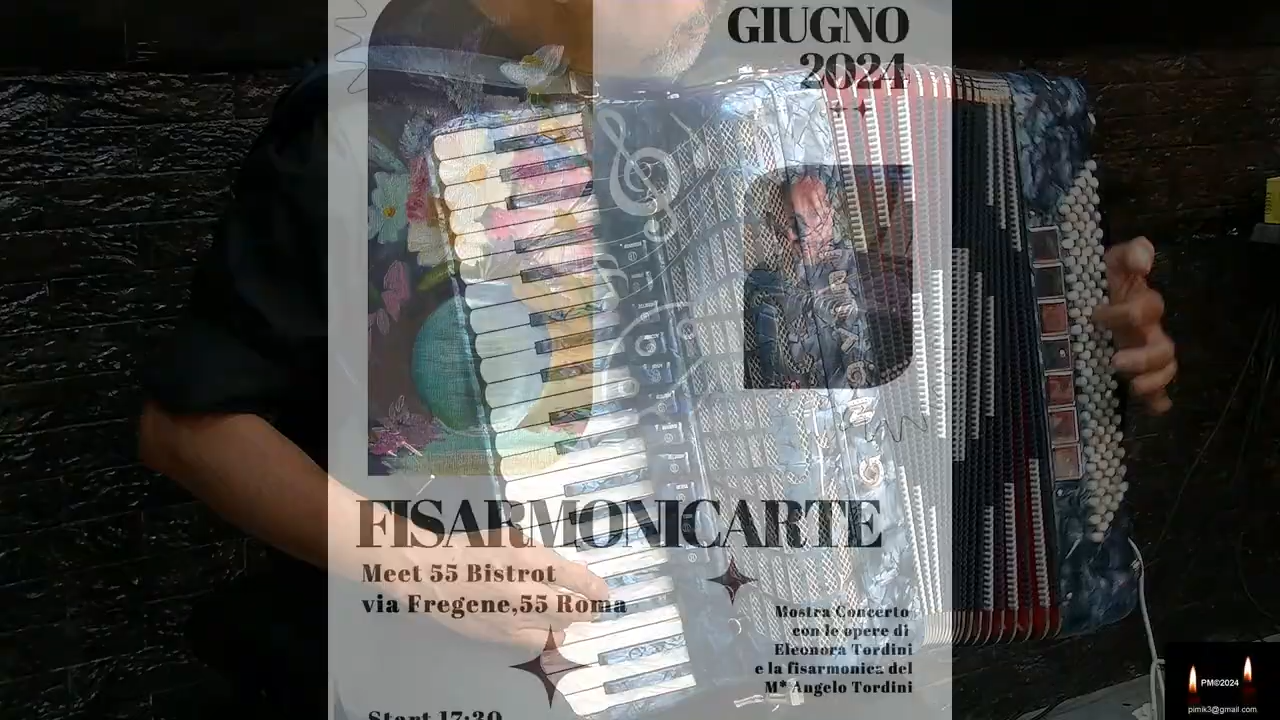 GIUGNO
2024
FISARMONICARTE
Meet 55 Bistrot
via Fregene,55 Roma
Mostra Concerto
con le opere di
Eleonora Tordini
e la fisarmonica del
M° Angelo Tordini
Start 17:30
PM©2024
pimik3@gmail.com